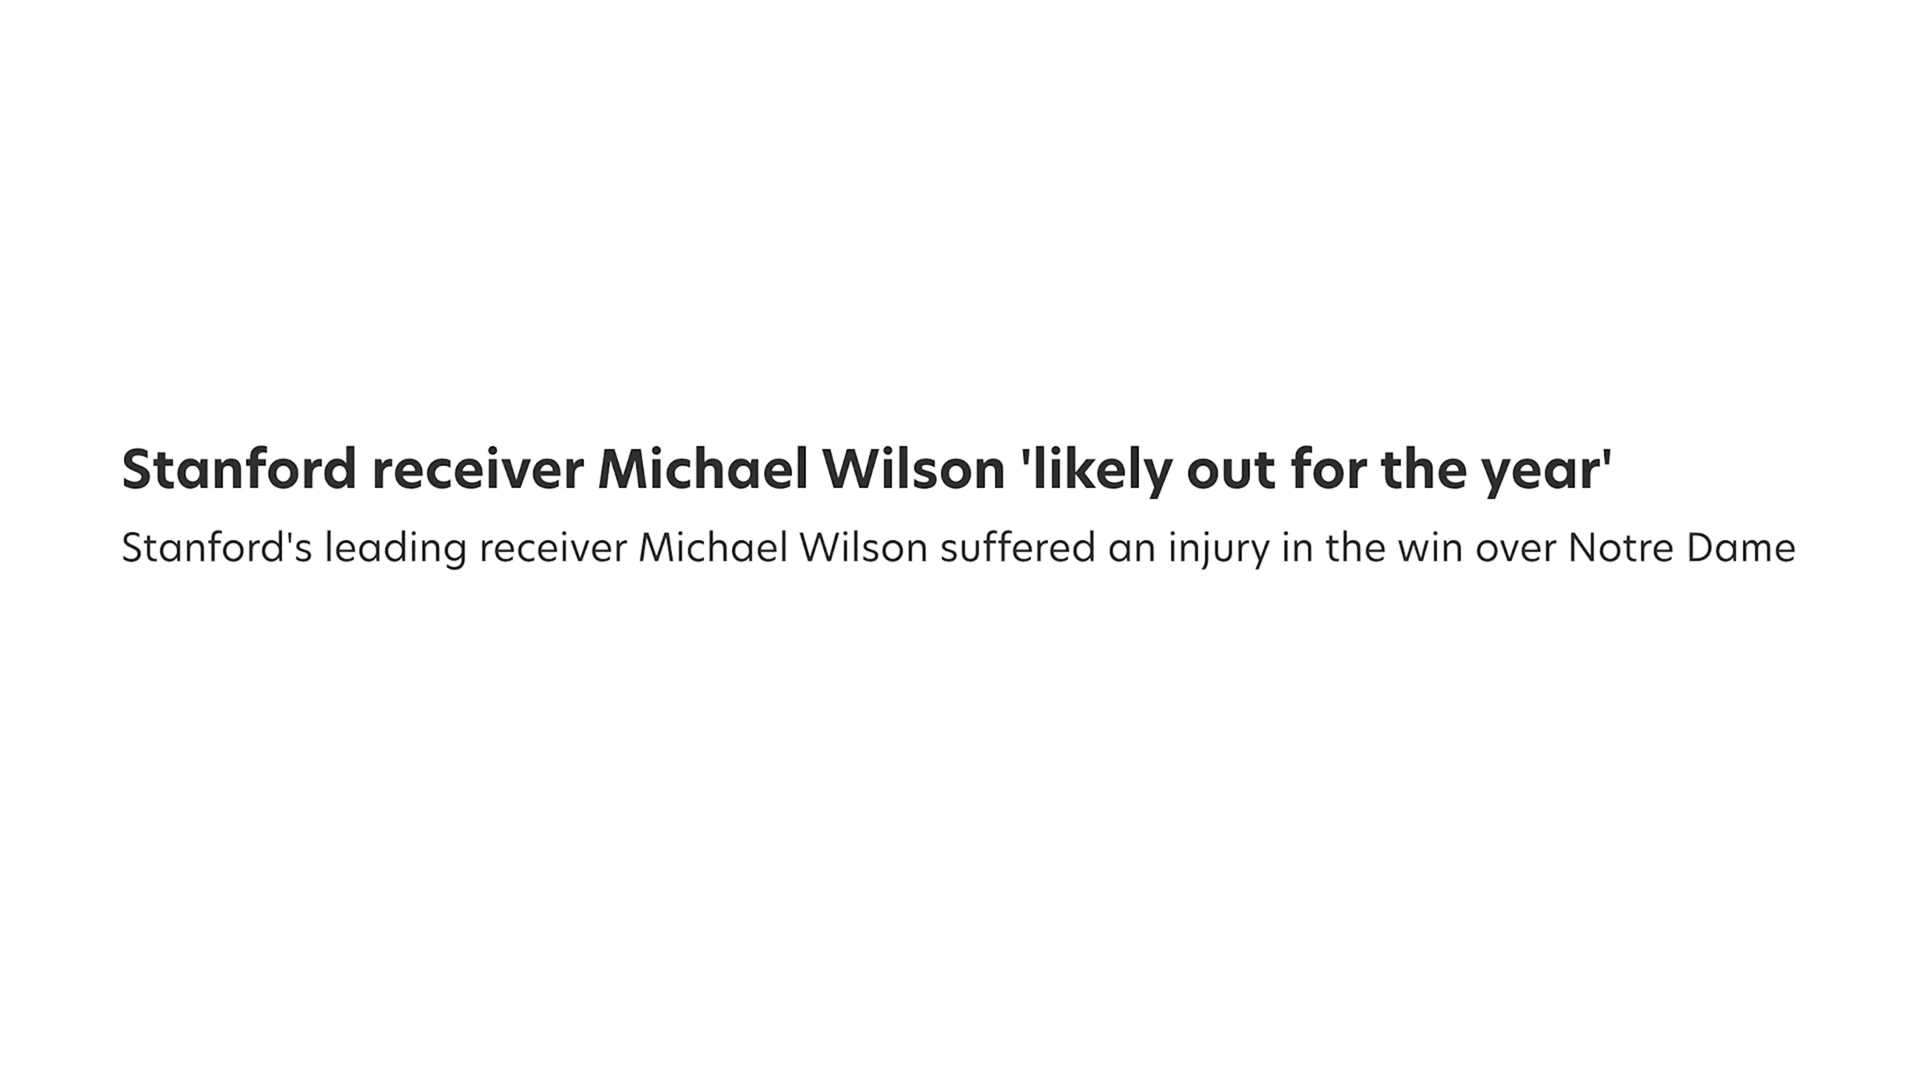 Stanford receiver Michael Wilson 'likely out for the year'
Stanford's leading receiver Michael Wilson suffered an injury in the win over Notre Dame